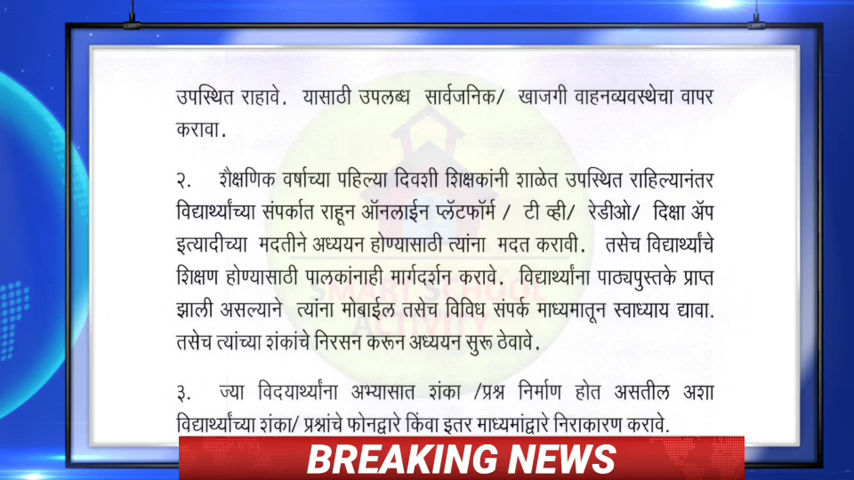 उपस्थित राहावे. यासाठी उपलब्ध सार्वजनिक/ खाजगी वाहनव्यवस्थेचा वापर
करावा.
२. शैक्षणिक वर्षाच्या पहिल्या दिवशी शिक्षकांनी शाळेत उपस्थित राहिल्यानंतर
विद्यार्थ्यांच्या संपर्कात राहून ऑनलाईन प्लॅटफॉर्म / टी व्ही/ रेडीओ/ दिक्षा ॲप
इत्यादीच्या मदतीने अध्ययन होण्यासाठी त्यांना मदत करावी. तसेच विद्यार्थ्यांचे
शिक्षण होण्यासाठी पालकांनाही मार्गदर्शन करावे. विद्यार्थ्यांना पाठ्यपुस्तके प्राप्त
झाली असल्याने त्यांना मोबाईल तसेच विविध संपर्क माध्यमातून स्वाध्याय द्यावा.
SMART SCHOOL
ACTIVITY
तसेच त्यांच्या शंकांचे निरसन करून अध्ययन सुरू ठेवावे.
३. ज्या विदयार्थ्यांना अभ्यासात शंका /प्रश्न निर्माण होत असतील अशा
विद्यार्थ्यांच्या शंका/ प्रश्नांचे फोनद्वारे किंवा इतर माध्यमांद्वारे निराकारण करावे.
BREAKING NEWS